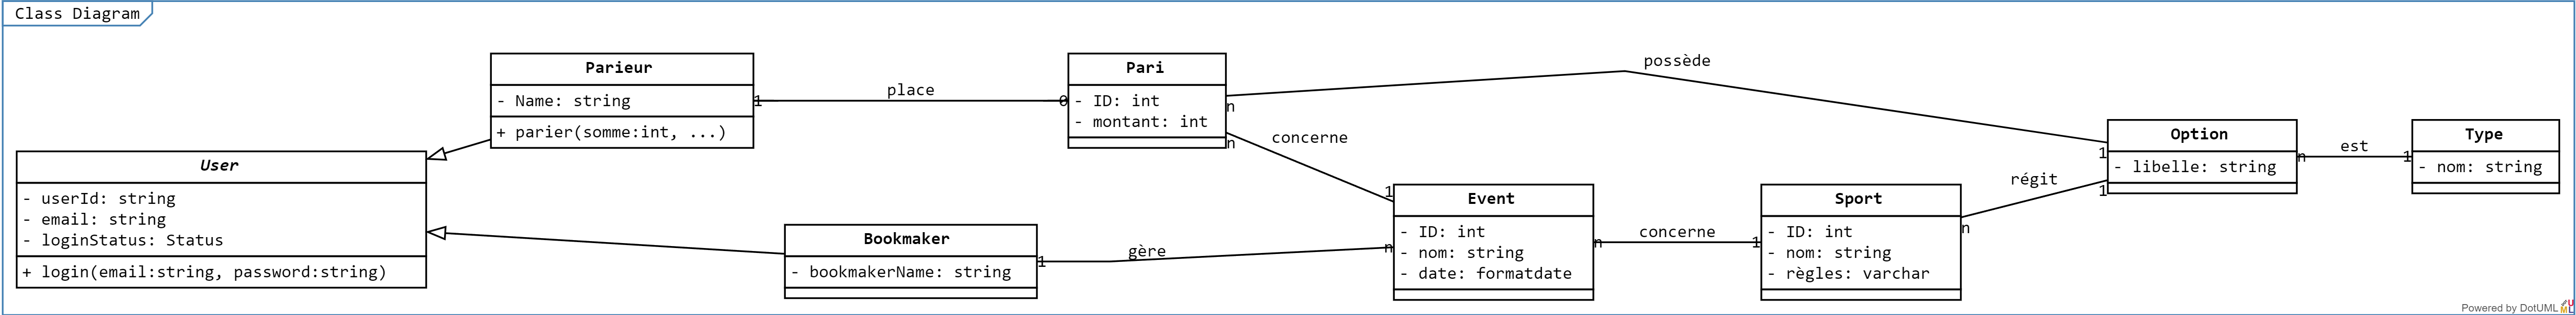 Class Diagram
Parieur
- Name: string
+ parier(somme:int, ...)
1
place
0
Pari
- ID: int
- montant: int
n
possède
1
n
concerne
1
User
- userId: string
- email: string
- loginStatus: Status
+ login(email:string, password:string)
Bookmaker
- bookmakerName: string
1
gère
n
Event
- ID: int
- nom: string
- date: formatdate
n
concerne
1
Sport
- ID: int
- nom: string
- règles: varchar
n
régit
1
Option
- libelle: string
n
est
1
Type
- nom: string
Powered by DotUML